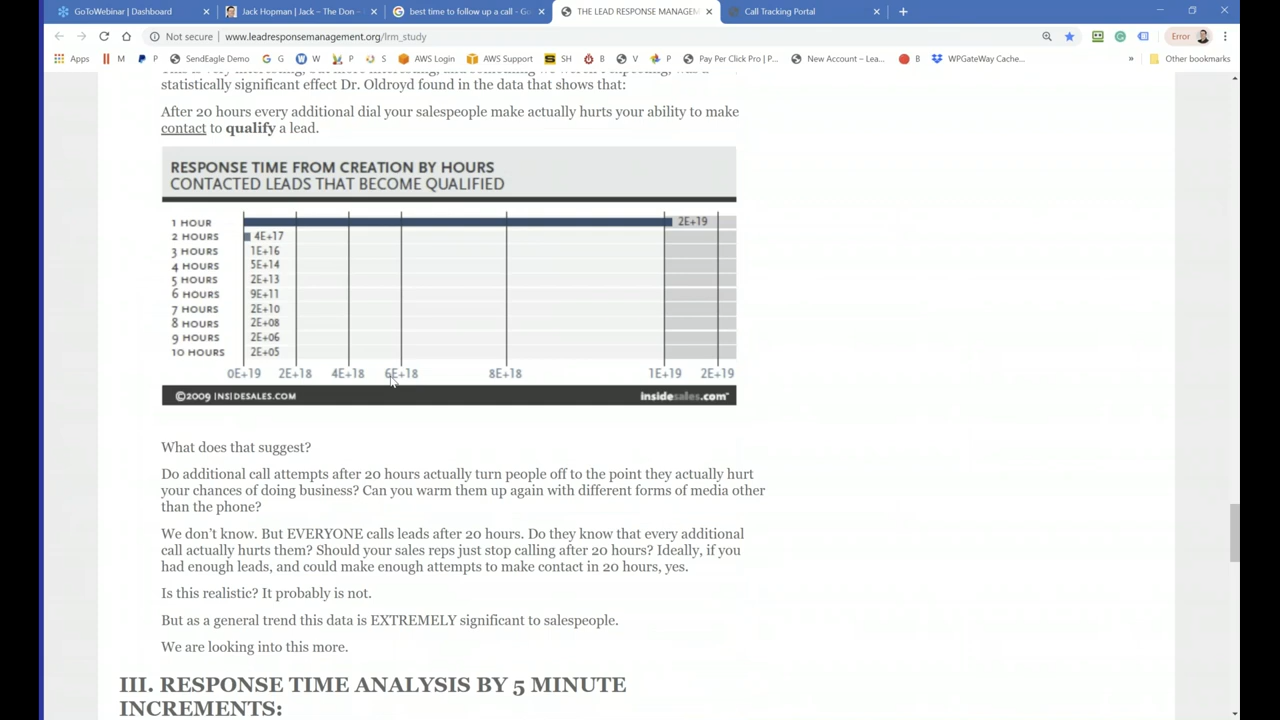 GoToWebinar | Dashboard
Jack Hopman | Jack – The Don -
best time to follow up a call - Go
THE LEAD RESPONSE MANAGEM
Call Tracking Portal
Not secure | www.leadresponsemanagement.org/lrm_study
Error
Apps M P SendEagle Demo G W P S AWS Login AWS Support SH B V P Pay Per Click Pro | P... New Account – Lea... B WPGateWay Cache... » Other bookmarks
statistically significant effect Dr. Oldroyd found in the data that shows that:
After 20 hours every additional dial your salespeople make actually hurts your ability to make
contact to qualify a lead.
RESPONSE TIME FROM CREATION BY HOURS
CONTACTED LEADS THAT BECOME QUALIFIED
1 HOUR 2E+19
2 HOURS 4E+17
3 HOURS 1E+16
4 HOURS 5E+14
5 HOURS 2E+13
6 HOURS 9E+11
7 HOURS 2E+10
8 HOURS 2E+08
9 HOURS 2E+06
10 HOURS 2E+05
0E+19 2E+18 4E+18 6E+18 8E+18 1E+19 2E+19
©2009 INSIDESALES.COM insidesales.com™
What does that suggest?
Do additional call attempts after 20 hours actually turn people off to the point they actually hurt
your chances of doing business? Can you warm them up again with different forms of media other
than the phone?
We don’t know. But EVERYONE calls leads after 20 hours. Do they know that every additional
call actually hurts them? Should your sales reps just stop calling after 20 hours? Ideally, if you
had enough leads, and could make enough attempts to make contact in 20 hours, yes.
Is this realistic? It probably is not.
But as a general trend this data is EXTREMELY significant to salespeople.
We are looking into this more.
III. RESPONSE TIME ANALYSIS BY 5 MINUTE
INCREMENTS: